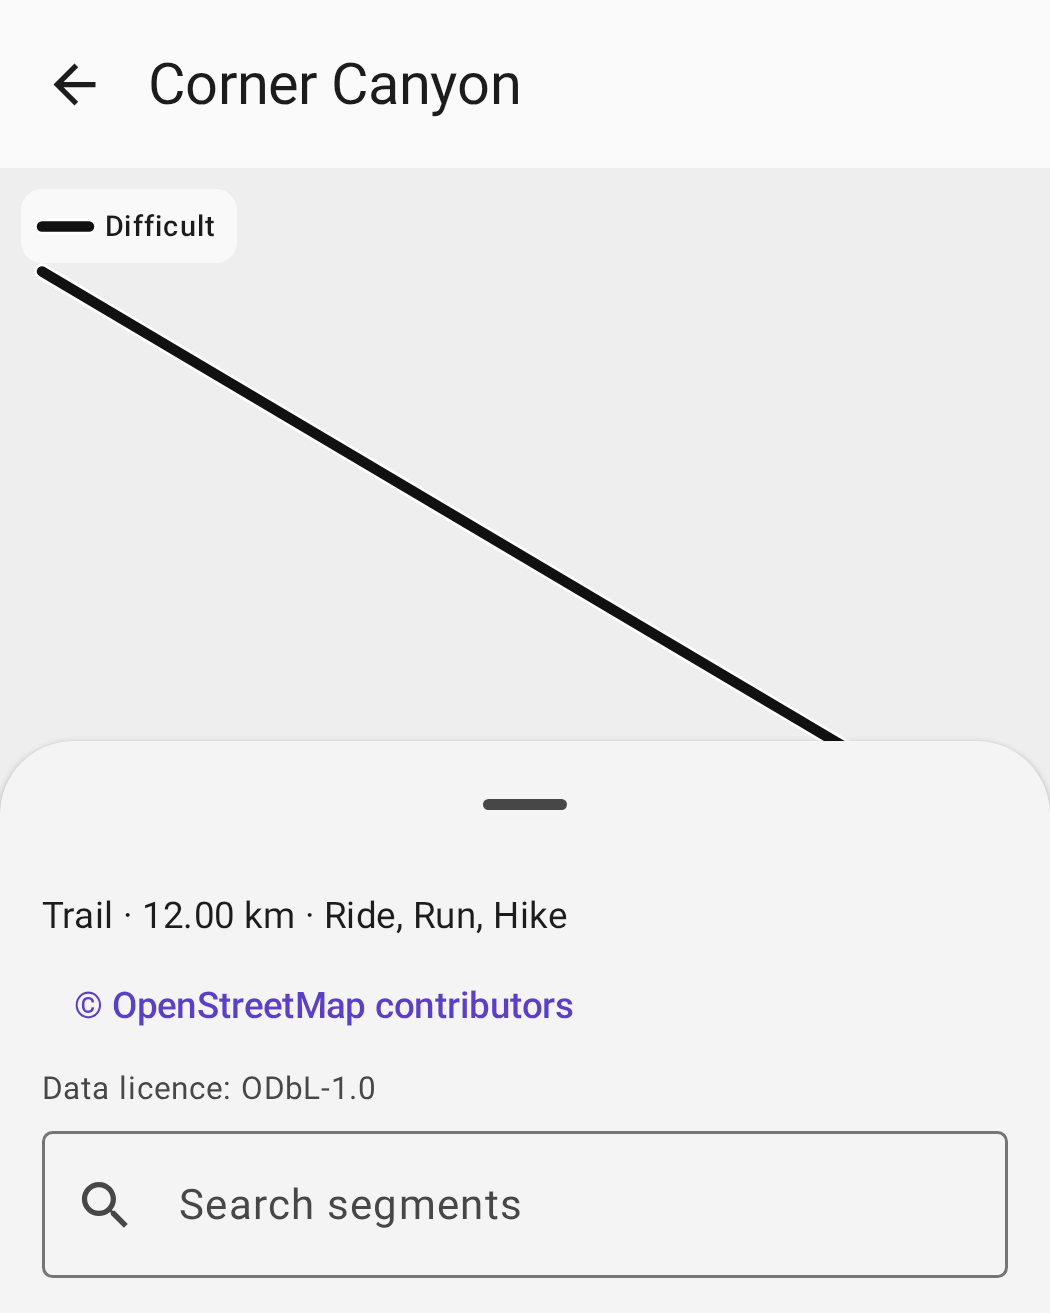 Corner Canyon
Difficult
Trail · 12.00 km · Ride, Run, Hike
© OpenStreetMap contributors
Data licence: ODbL-1.0
Search segments